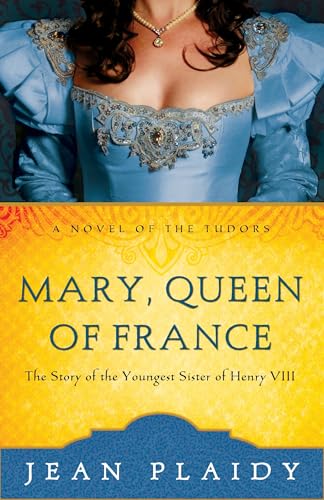 A NOVEL OF THE TUDORS
MARY, QUEEN
OF FRANCE
The Story of the Youngest Sister of Henry VIII
JEAN PLAIDY